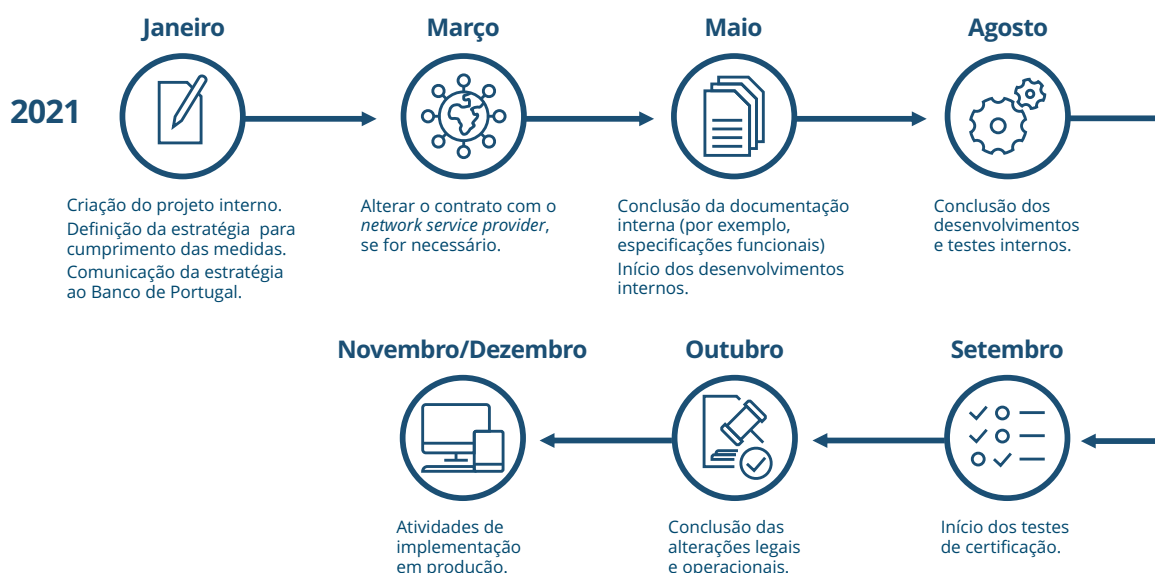 2021
Janeiro
Criação do projeto interno.
Definição da estratégia para
cumprimento das medidas.
Comunicação da estratégia
ao Banco de Portugal.
Março
Alterar o contrato com o
network service provider,
se for necessário.
Maio
Conclusão da documentação
interna (por exemplo,
especificações funcionais)
Início dos desenvolvimentos
internos.
Agosto
Conclusão dos
desenvolvimentos
e testes internos.
Setembro
Início dos testes
de certificação.
Outubro
Conclusão das
alterações legais
e operacionais.
Novembro/Dezembro
Atividades de
implementação
em produção.